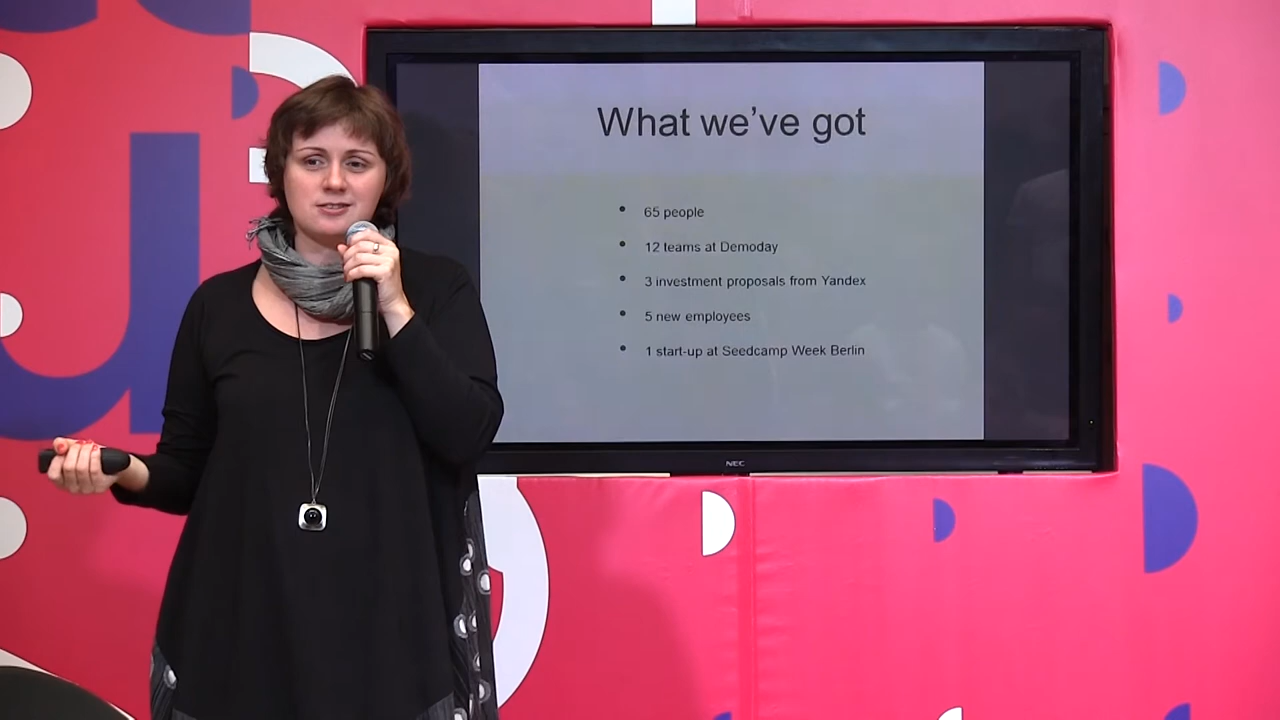 What we've got
• 65 people
• 12 teams at Demoday
• 3 investment proposals from Yandex
• 5 new employees
• 1 start-up at Seedcamp Week Berlin
NEC